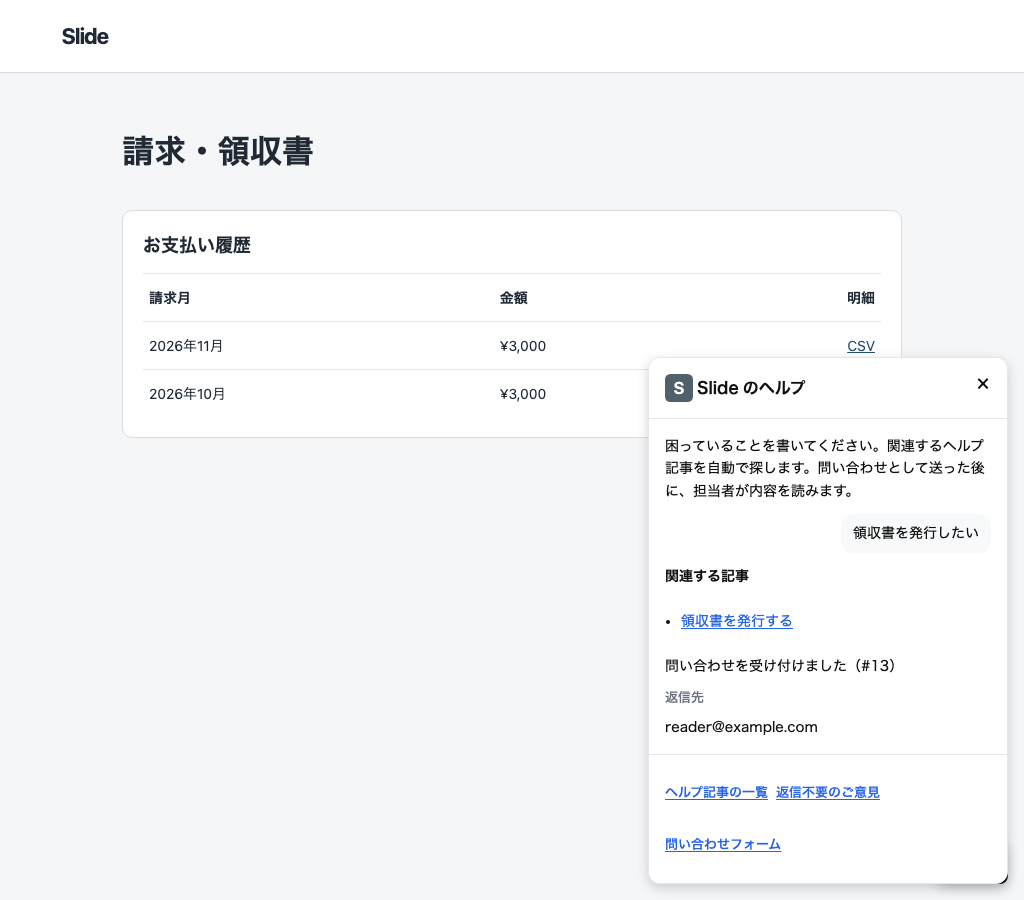 Slide
請求・領収書
お支払い履歴
請求月 金額 明細
2026年11月 ¥3,000 CSV
2026年10月 ¥3,000
S Slide のヘルプ ×
困っていることを書いてください。関連するヘルプ
記事を自動で探します。問い合わせとして送った後
に、担当者が内容を読みます。
領収書を発行したい
関連する記事
• 領収書を発行する
問い合わせを受け付けました（#13）
返信先
reader@example.com
ヘルプ記事の一覧 返信不要のご意見
問い合わせフォーム